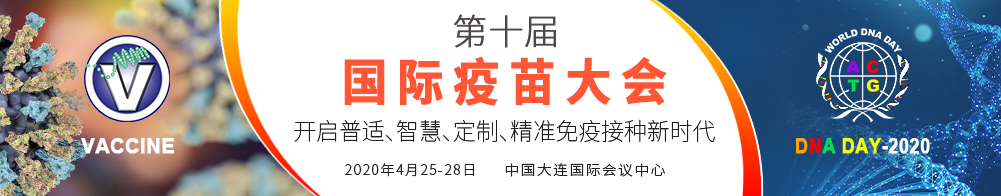 第十届
国际疫苗大会
开启普适、智慧、定制、精准免疫接种新时代
2020年4月25-28日 中国大连国际会议中心
V
VACCINE
WORLD DNA DAY
A C
T G
DNA DAY-2020